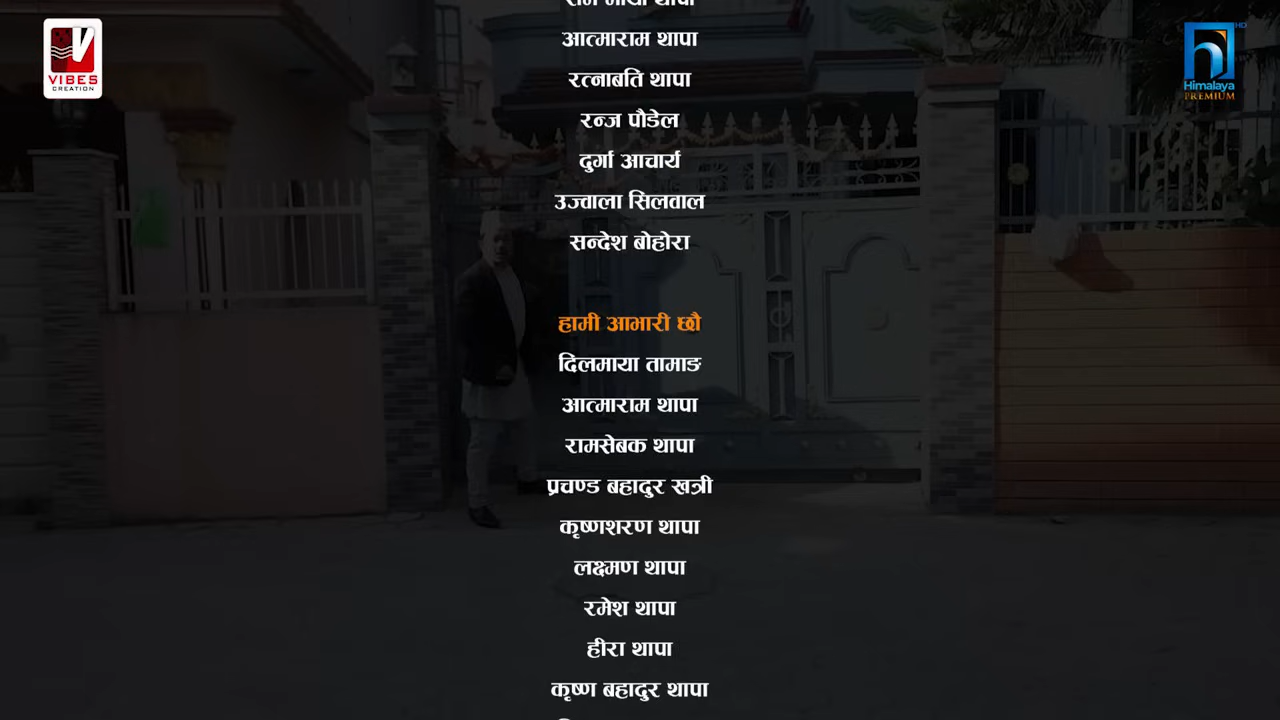 आत्माराम थापा
रत्नाबति थापा
रन्ज पौडेल
दुर्गा आचार्य
उज्वाला सिलवाल
सन्देश बोहोरा
हामी आभारी छौ
दिलमाया तामाङ
आत्माराम थापा
रामसेबक थापा
प्रचण्ड बहादुर खत्री
कृष्णशरण थापा
लक्ष्मण थापा
रमेश थापा
हीरा थापा
कृष्ण बहादुर थापा
VIBES
CREATION
HD
Himalaya
PREMIUM